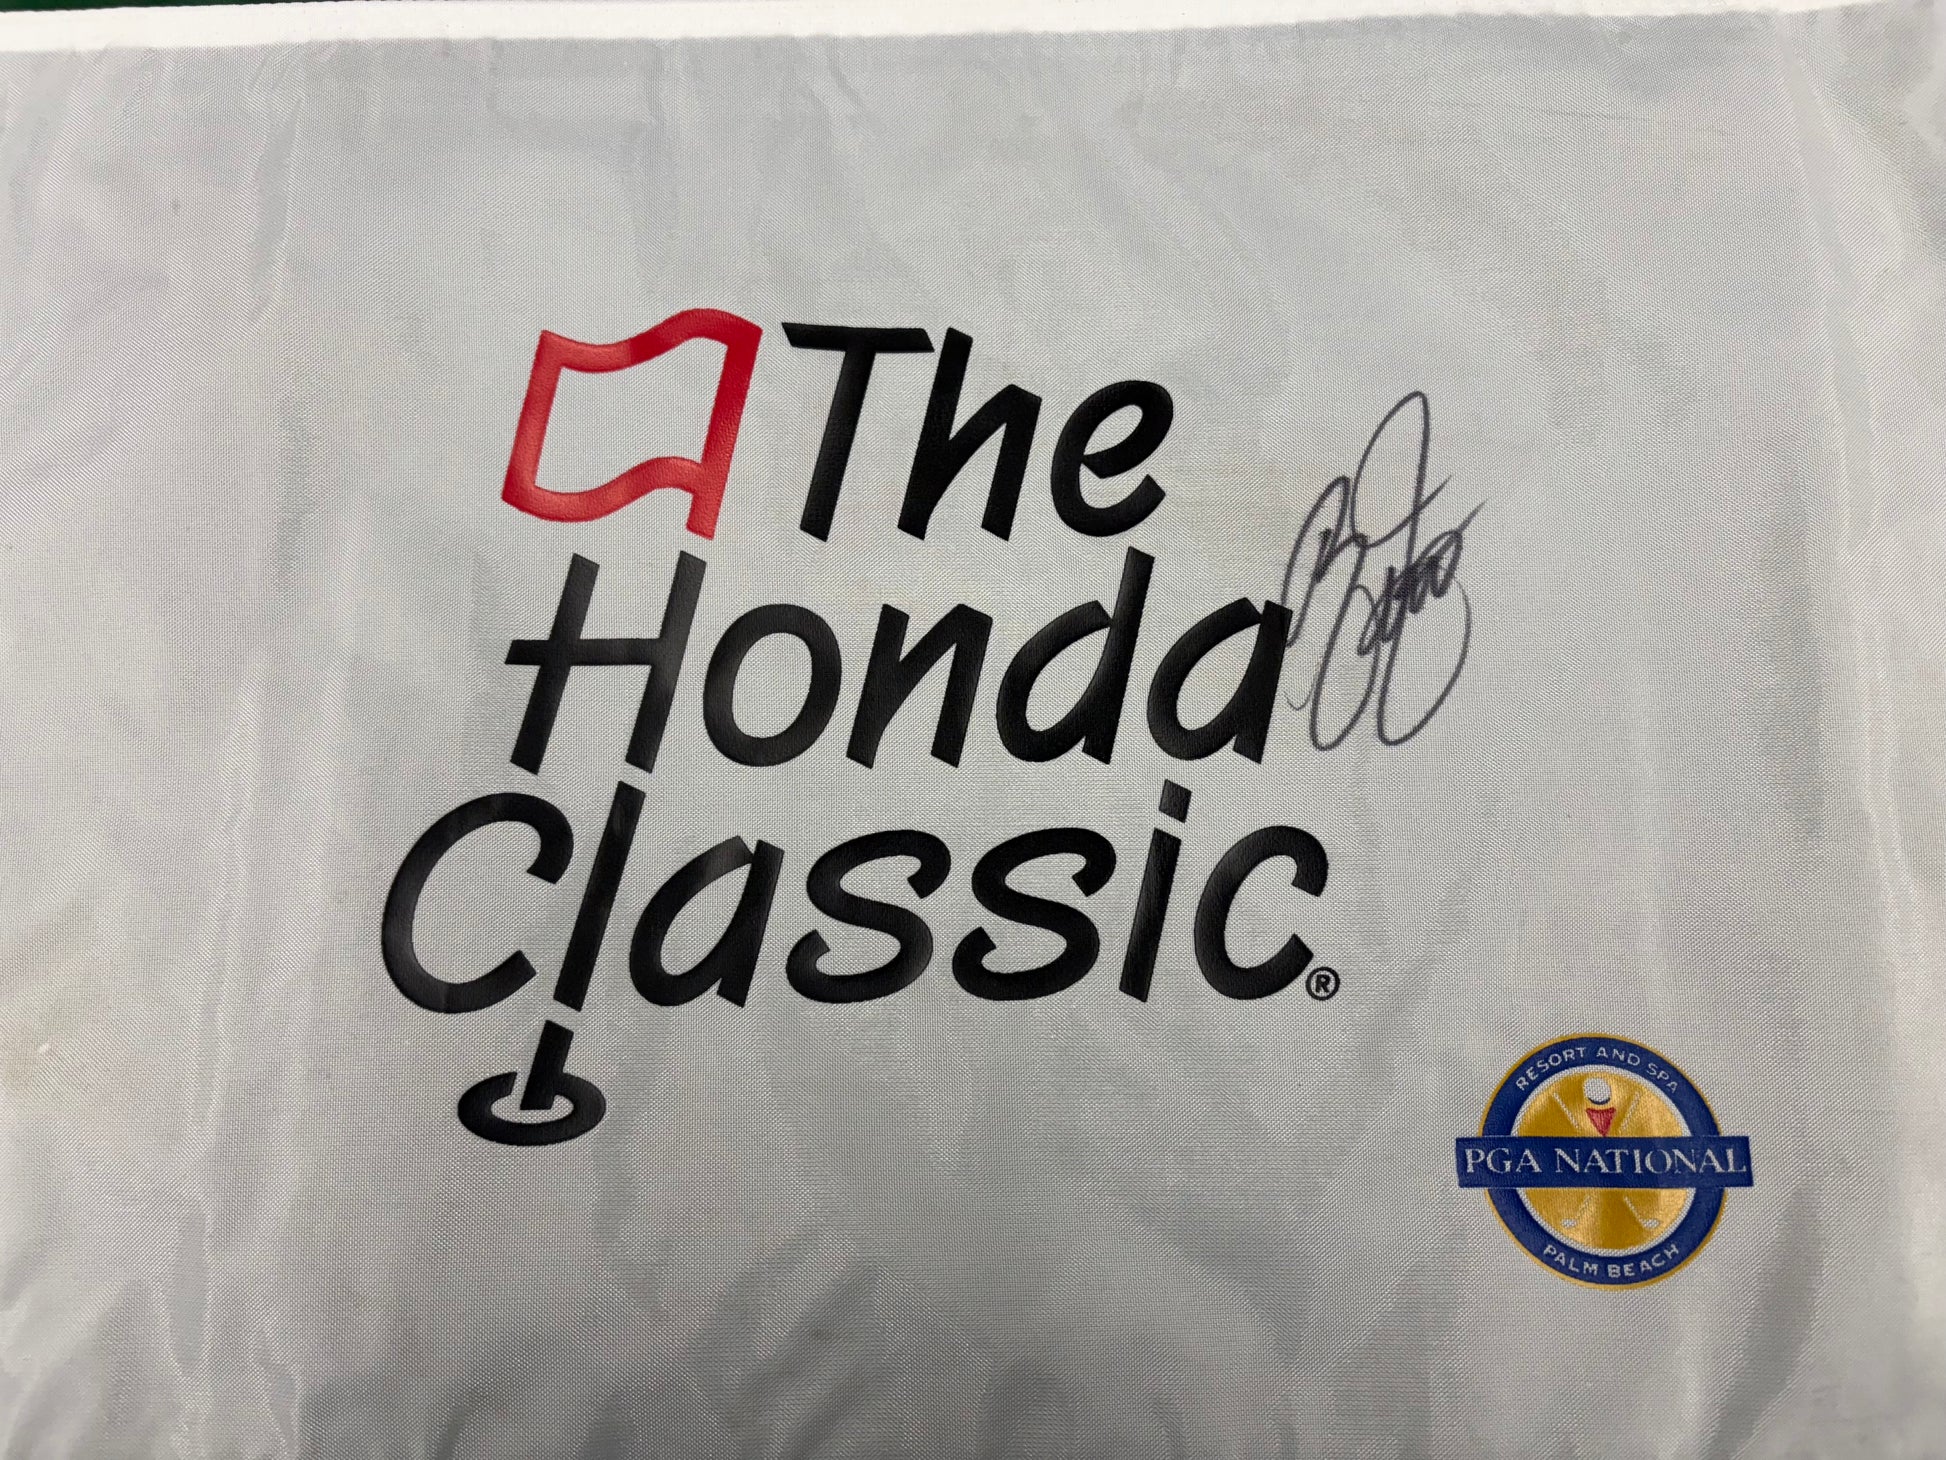 The
Honda
Classic®
RESORT AND SPA
PGA NATIONAL
PALM BEACH